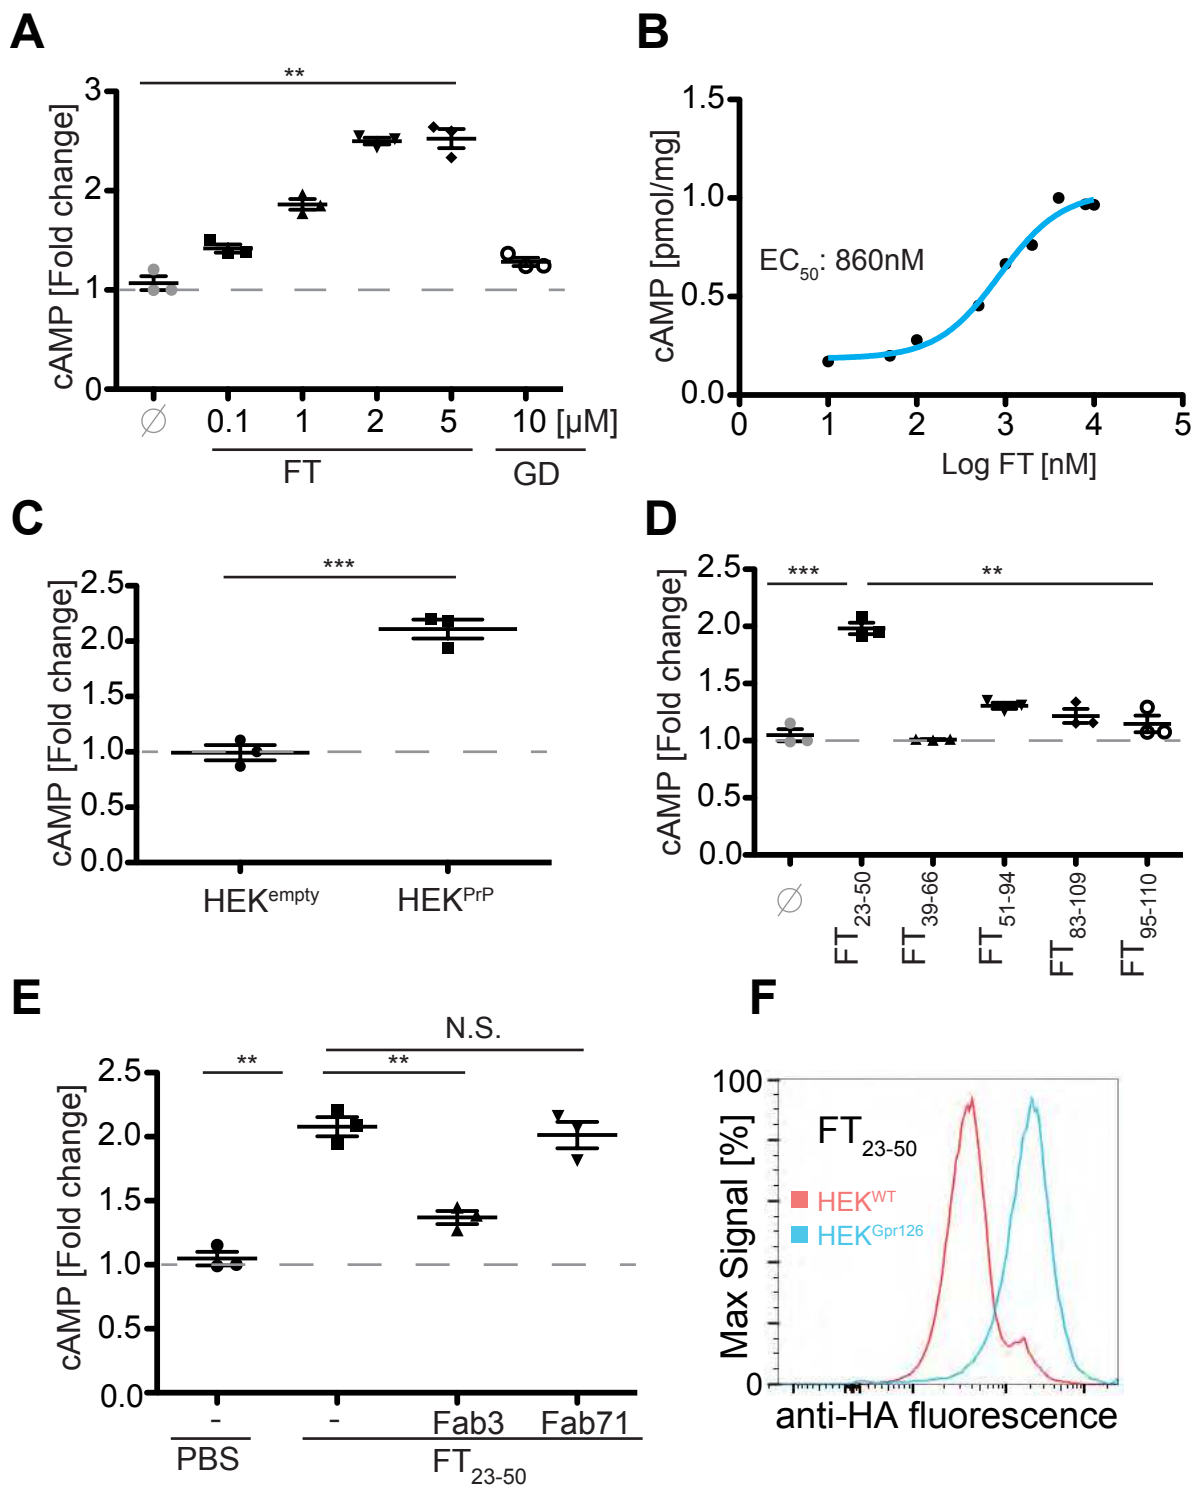 A
**
cAMP [Fold change]
3
2
1
0
∅ 0.1 1 2 5 10 [µM]
FT GD
B
cAMP [pmol/mg]
1.5
1.0
0.5
0.0
EC50: 860nM
0 1 2 3 4 5
Log FT [nM]
C
***
cAMP [Fold change]
2.5
2.0
1.5
1.0
0.5
0.0
HEKempty HEKPrP
D
*** **
cAMP [Fold change]
2.5
2.0
1.5
1.0
0.5
0.0
∅ FT23-50 FT39-66 FT51-94 FT83-109 FT95-110
E
N.S.
** **
cAMP [Fold change]
2.5
2.0
1.5
1.0
0.5
0.0
- - Fab3 Fab71
PBS FT23-50
F
Max Signal [%]
100
0
FT23-50
HEKWT
HEKGpr126
anti-HA fluorescence